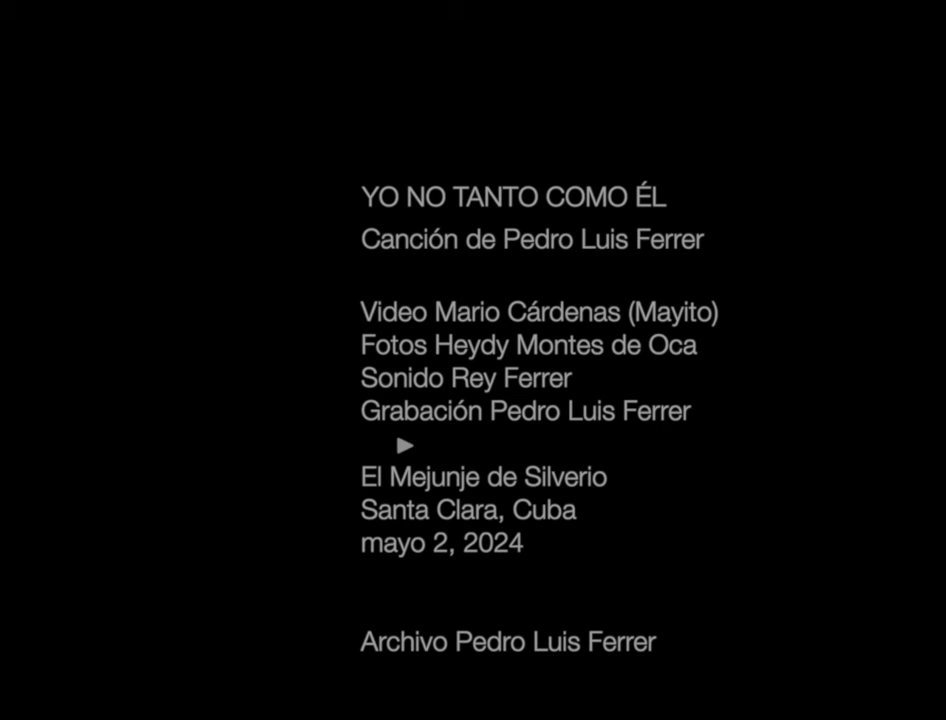 YO NO TANTO COMO ÉL
Canción de Pedro Luis Ferrer
Video Mario Cárdenas (Mayito)
Fotos Heydy Montes de Oca
Sonido Rey Ferrer
Grabación Pedro Luis Ferrer
El Mejunje de Silverio
Santa Clara, Cuba
mayo 2, 2024
Archivo Pedro Luis Ferrer